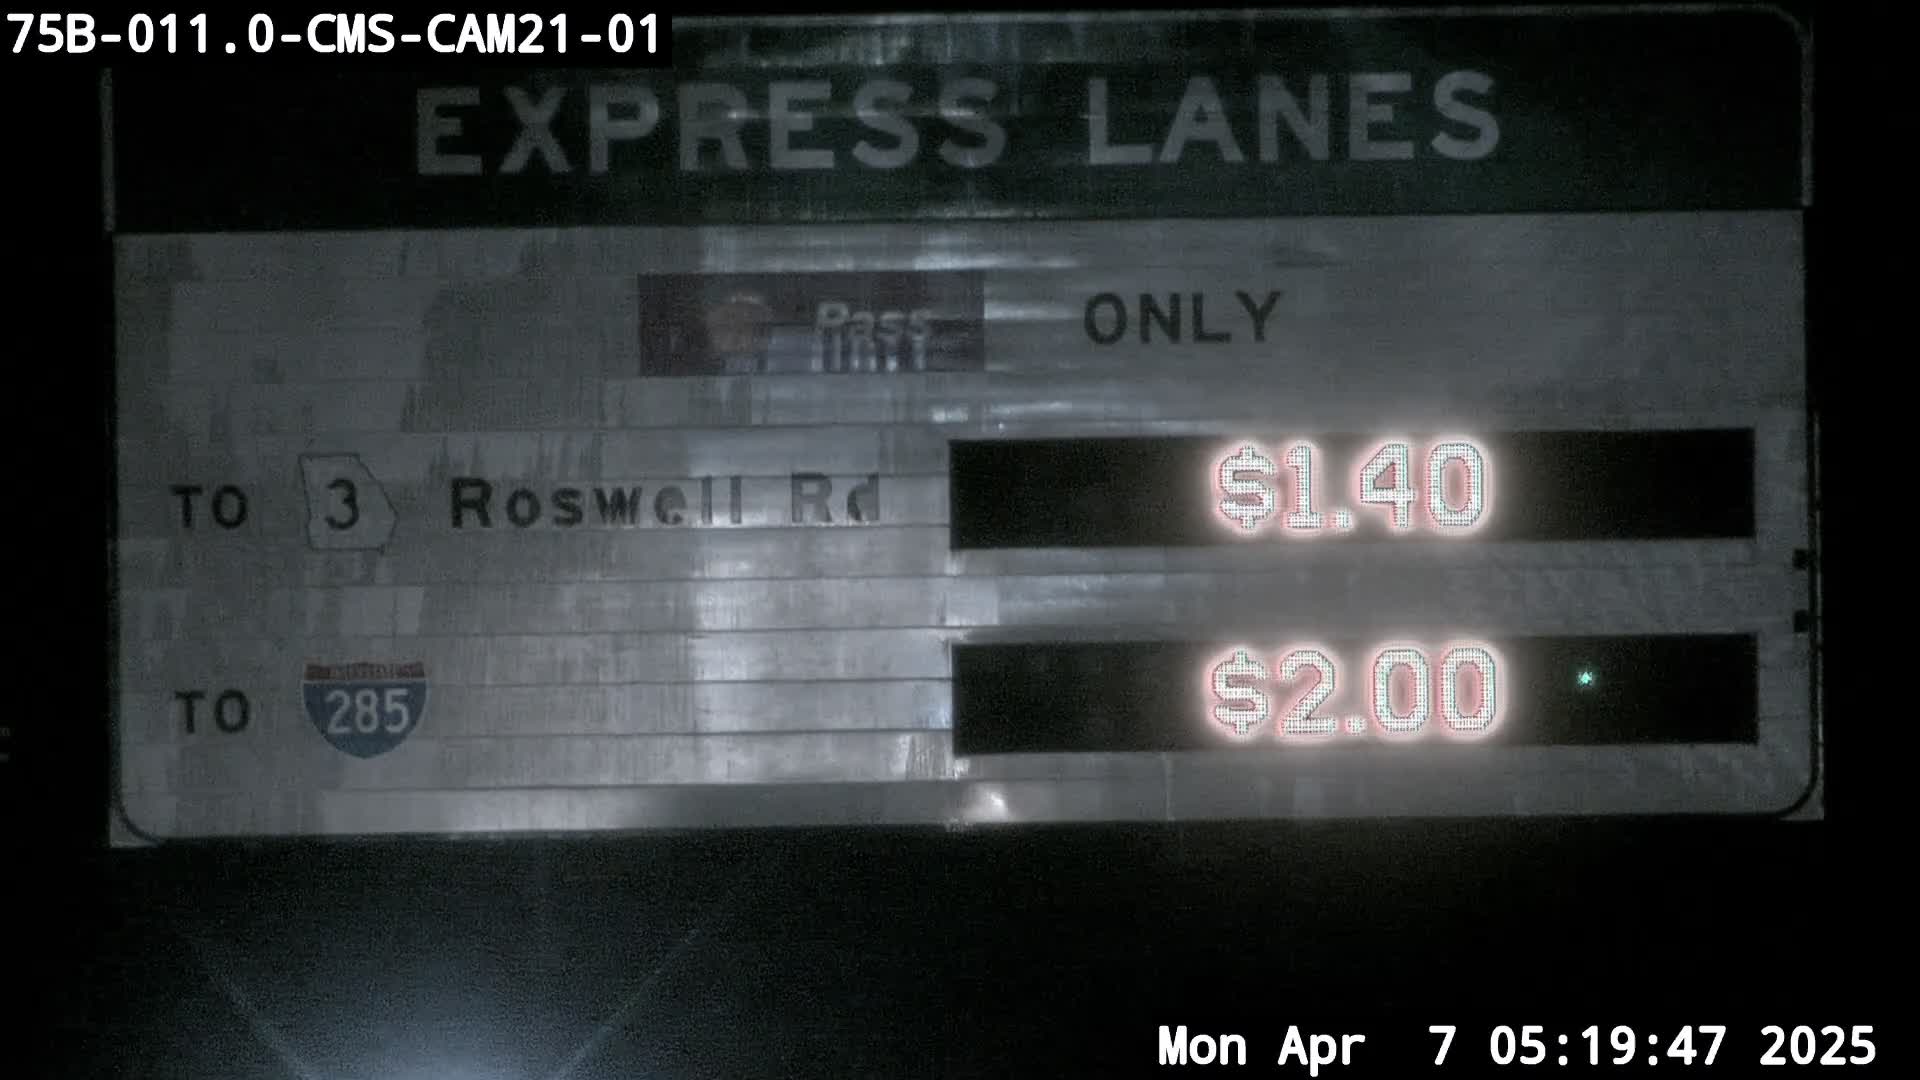 75B-011.0-CMS-CAM21-01
EXPRESS LANES
Pass ONLY
TO 3 Roswell Rd $1.40
TO 285 $2.00
Mon Apr 7 05:19:47 2025